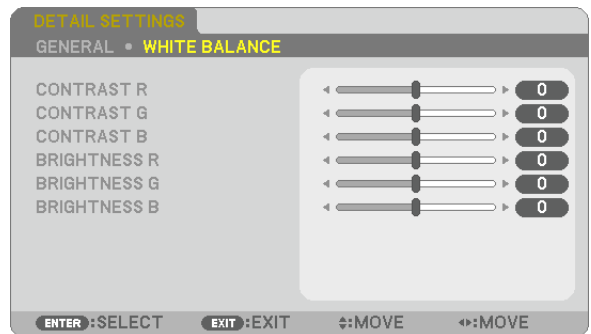 DETAIL SETTINGS
GENERAL • WHITE BALANCE
CONTRAST R 0
CONTRAST G 0
CONTRAST B 0
BRIGHTNESS R 0
BRIGHTNESS G 0
BRIGHTNESS B 0
ENTER :SELECT EXIT :EXIT :MOVE :MOVE